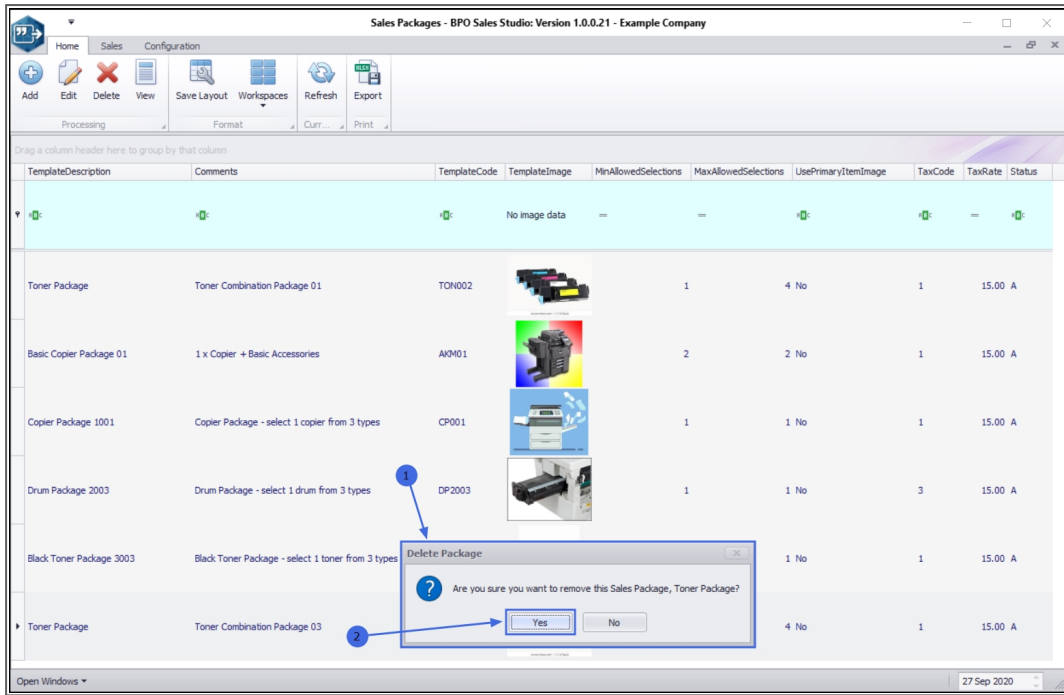 Sales Packages - BPO Sales Studio: Version 1.0.0.21 - Example Company
Home Sales Configuration
Add Edit Delete View Save Layout Workspaces Refresh Export
Processing Format Curr... Print
Drag a column header here to group by that column
TemplateDescription Comments TemplateCode TemplateImage MinAllowedSelections MaxAllowedSelections UsePrimaryItemImage TaxCode TaxRate Status
No image data = = =
Toner Package Toner Combination Package 01 TON002 1 4 No 1 15.00 A
Basic Copier Package 01 1 x Copier + Basic Accessories AKM01 2 2 No 1 15.00 A
Copier Package 1001 Copier Package - select 1 copier from 3 types CP001 1 1 No 1 15.00 A
1
Drum Package 2003 Drum Package - select 1 drum from 3 types DP2003 1 1 No 3 15.00 A
Delete Package
Black Toner Package 3003 Black Toner Package - select 1 toner from 3 types 1 No 1 15.00 A
Are you sure you want to remove this Sales Package, Toner Package?
Yes No
Toner Package Toner Combination Package 03 4 No 1 15.00 A
2
Open Windows 27 Sep 2020